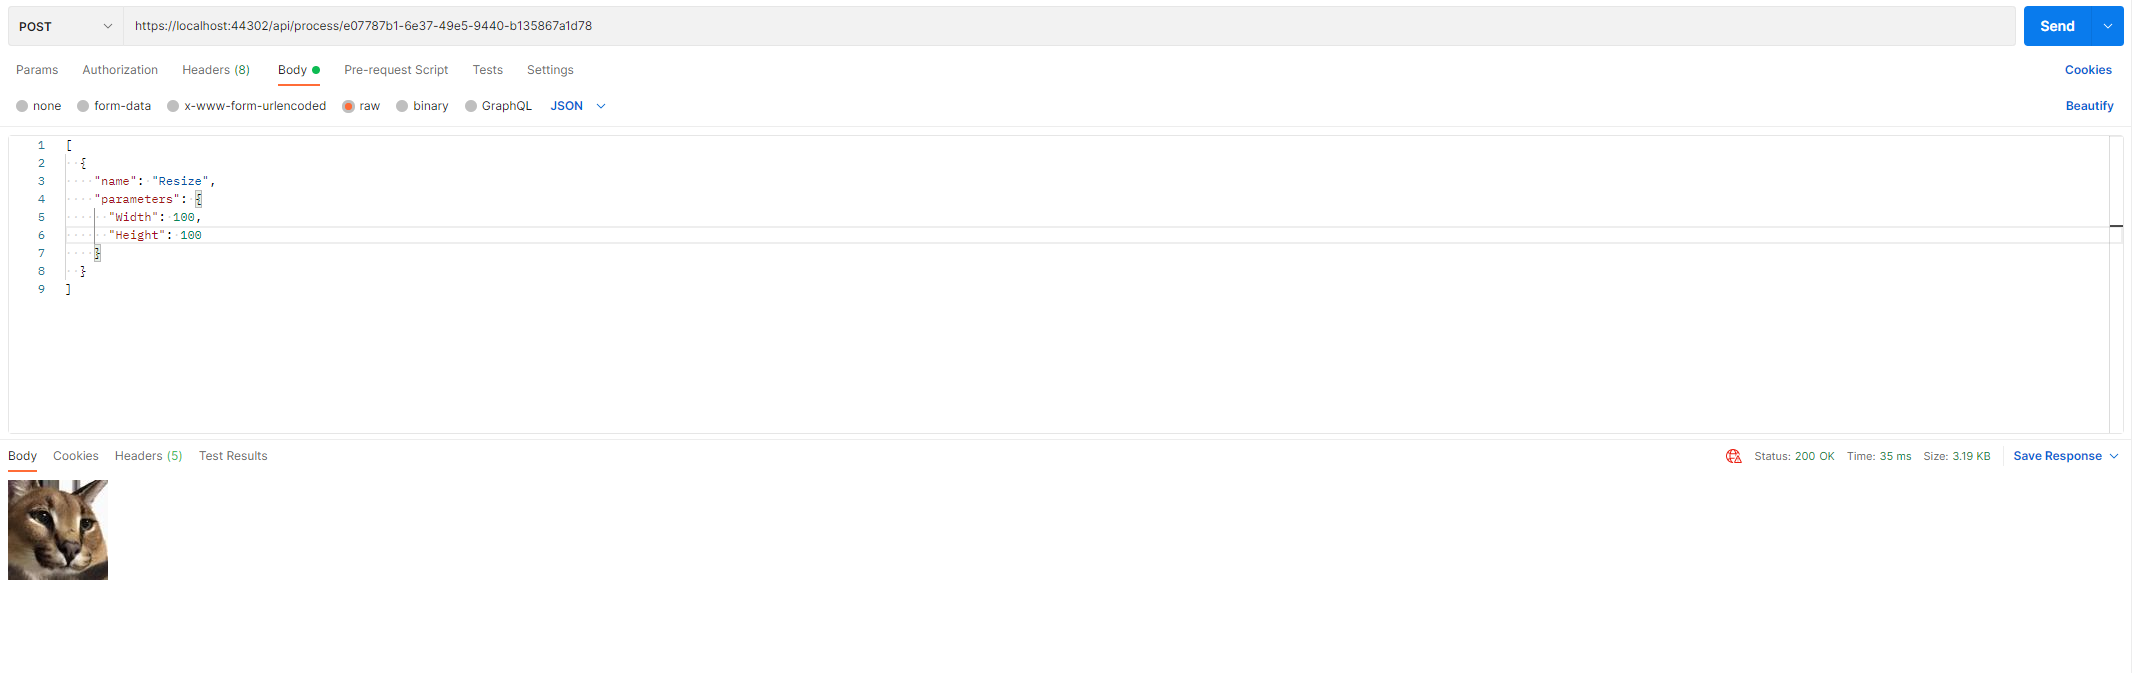 POST https://localhost:44302/api/process/e07787b1-6e37-49e5-9440-b135867a1d78 Send
Params Authorization Headers (8) Body Pre-request Script Tests Settings Cookies
none form-data x-www-form-urlencoded raw binary GraphQL JSON Beautify
1 [
2 {
3 "name": "Resize",
4 "parameters": {
5 "Width": 100,
6 "Height": 100
7 }
8 }
9 ]
Body Cookies Headers (5) Test Results Status: 200 OK Time: 35 ms Size: 3.19 KB Save Response